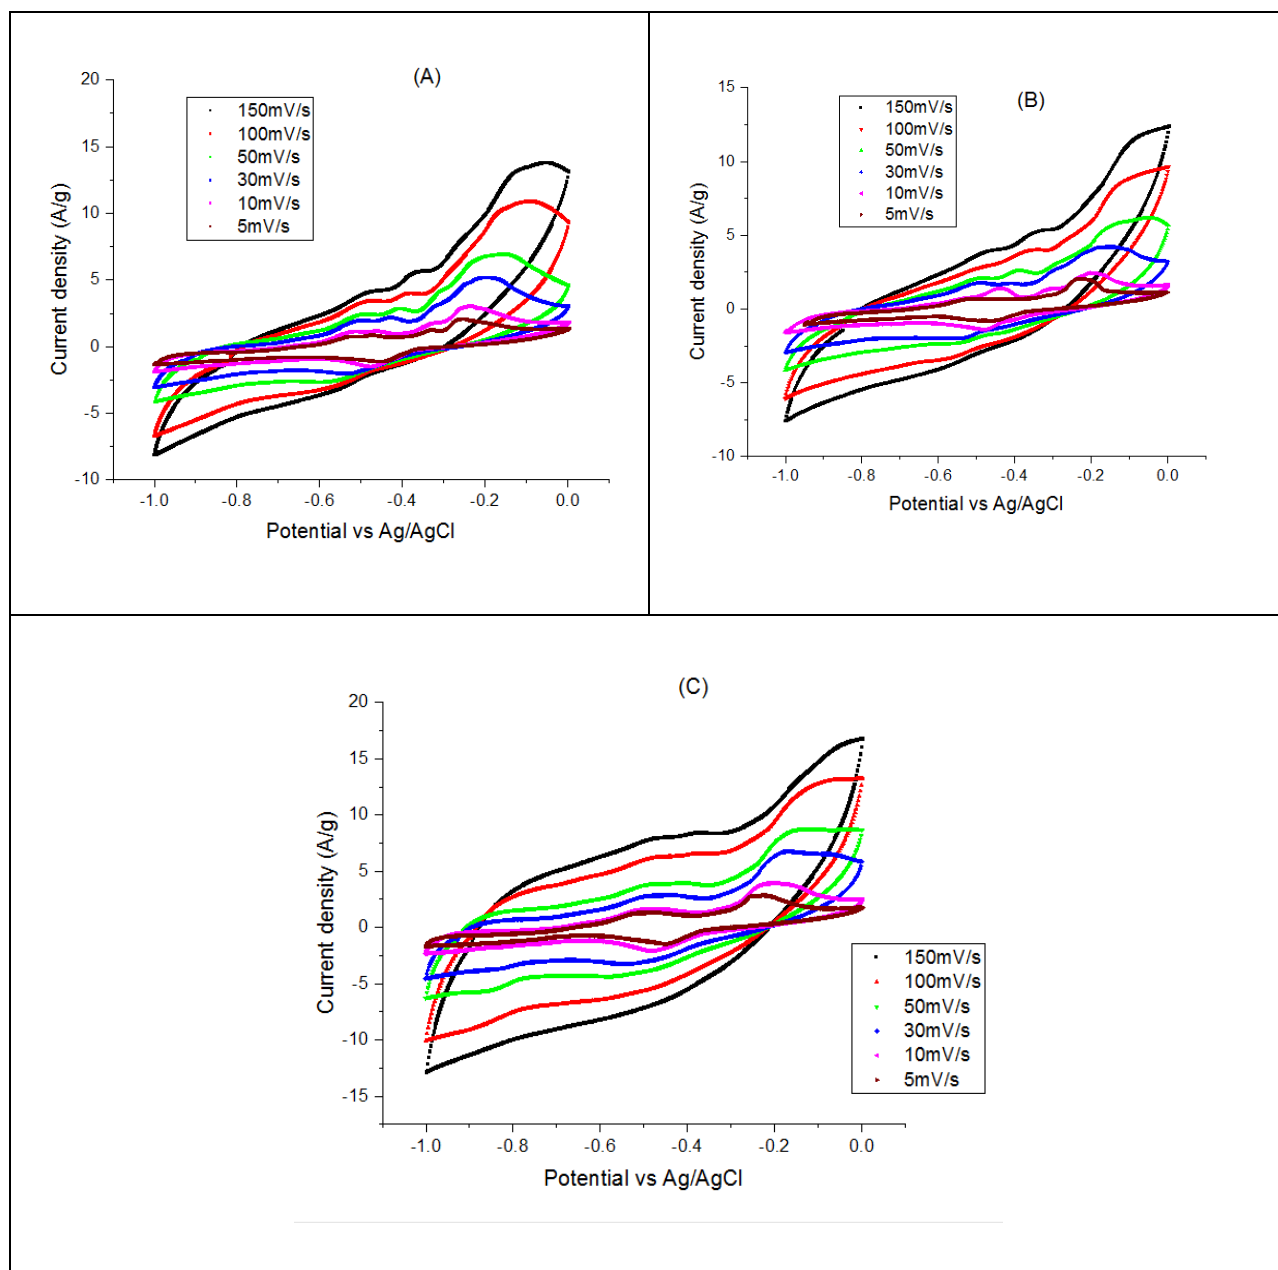 (A)
20
15
10
5
0
-5
-10
150mV/s
100mV/s
50mV/s
30mV/s
10mV/s
5mV/s
Current density (A/g)
-1.0 -0.8 -0.6 -0.4 -0.2 0.0
Potential vs Ag/AgCl
(B)
15
10
5
0
-5
-10
150mV/s
100mV/s
50mV/s
30mV/s
10mV/s
5mV/s
Current density (A/g)
-1.0 -0.8 -0.6 -0.4 -0.2 0.0
Potential vs Ag/AgCl
(C)
20
15
10
5
0
-5
-10
-15
Current density (A/g)
150mV/s
100mV/s
50mV/s
30mV/s
10mV/s
5mV/s
-1.0 -0.8 -0.6 -0.4 -0.2 0.0
Potential vs Ag/AgCl